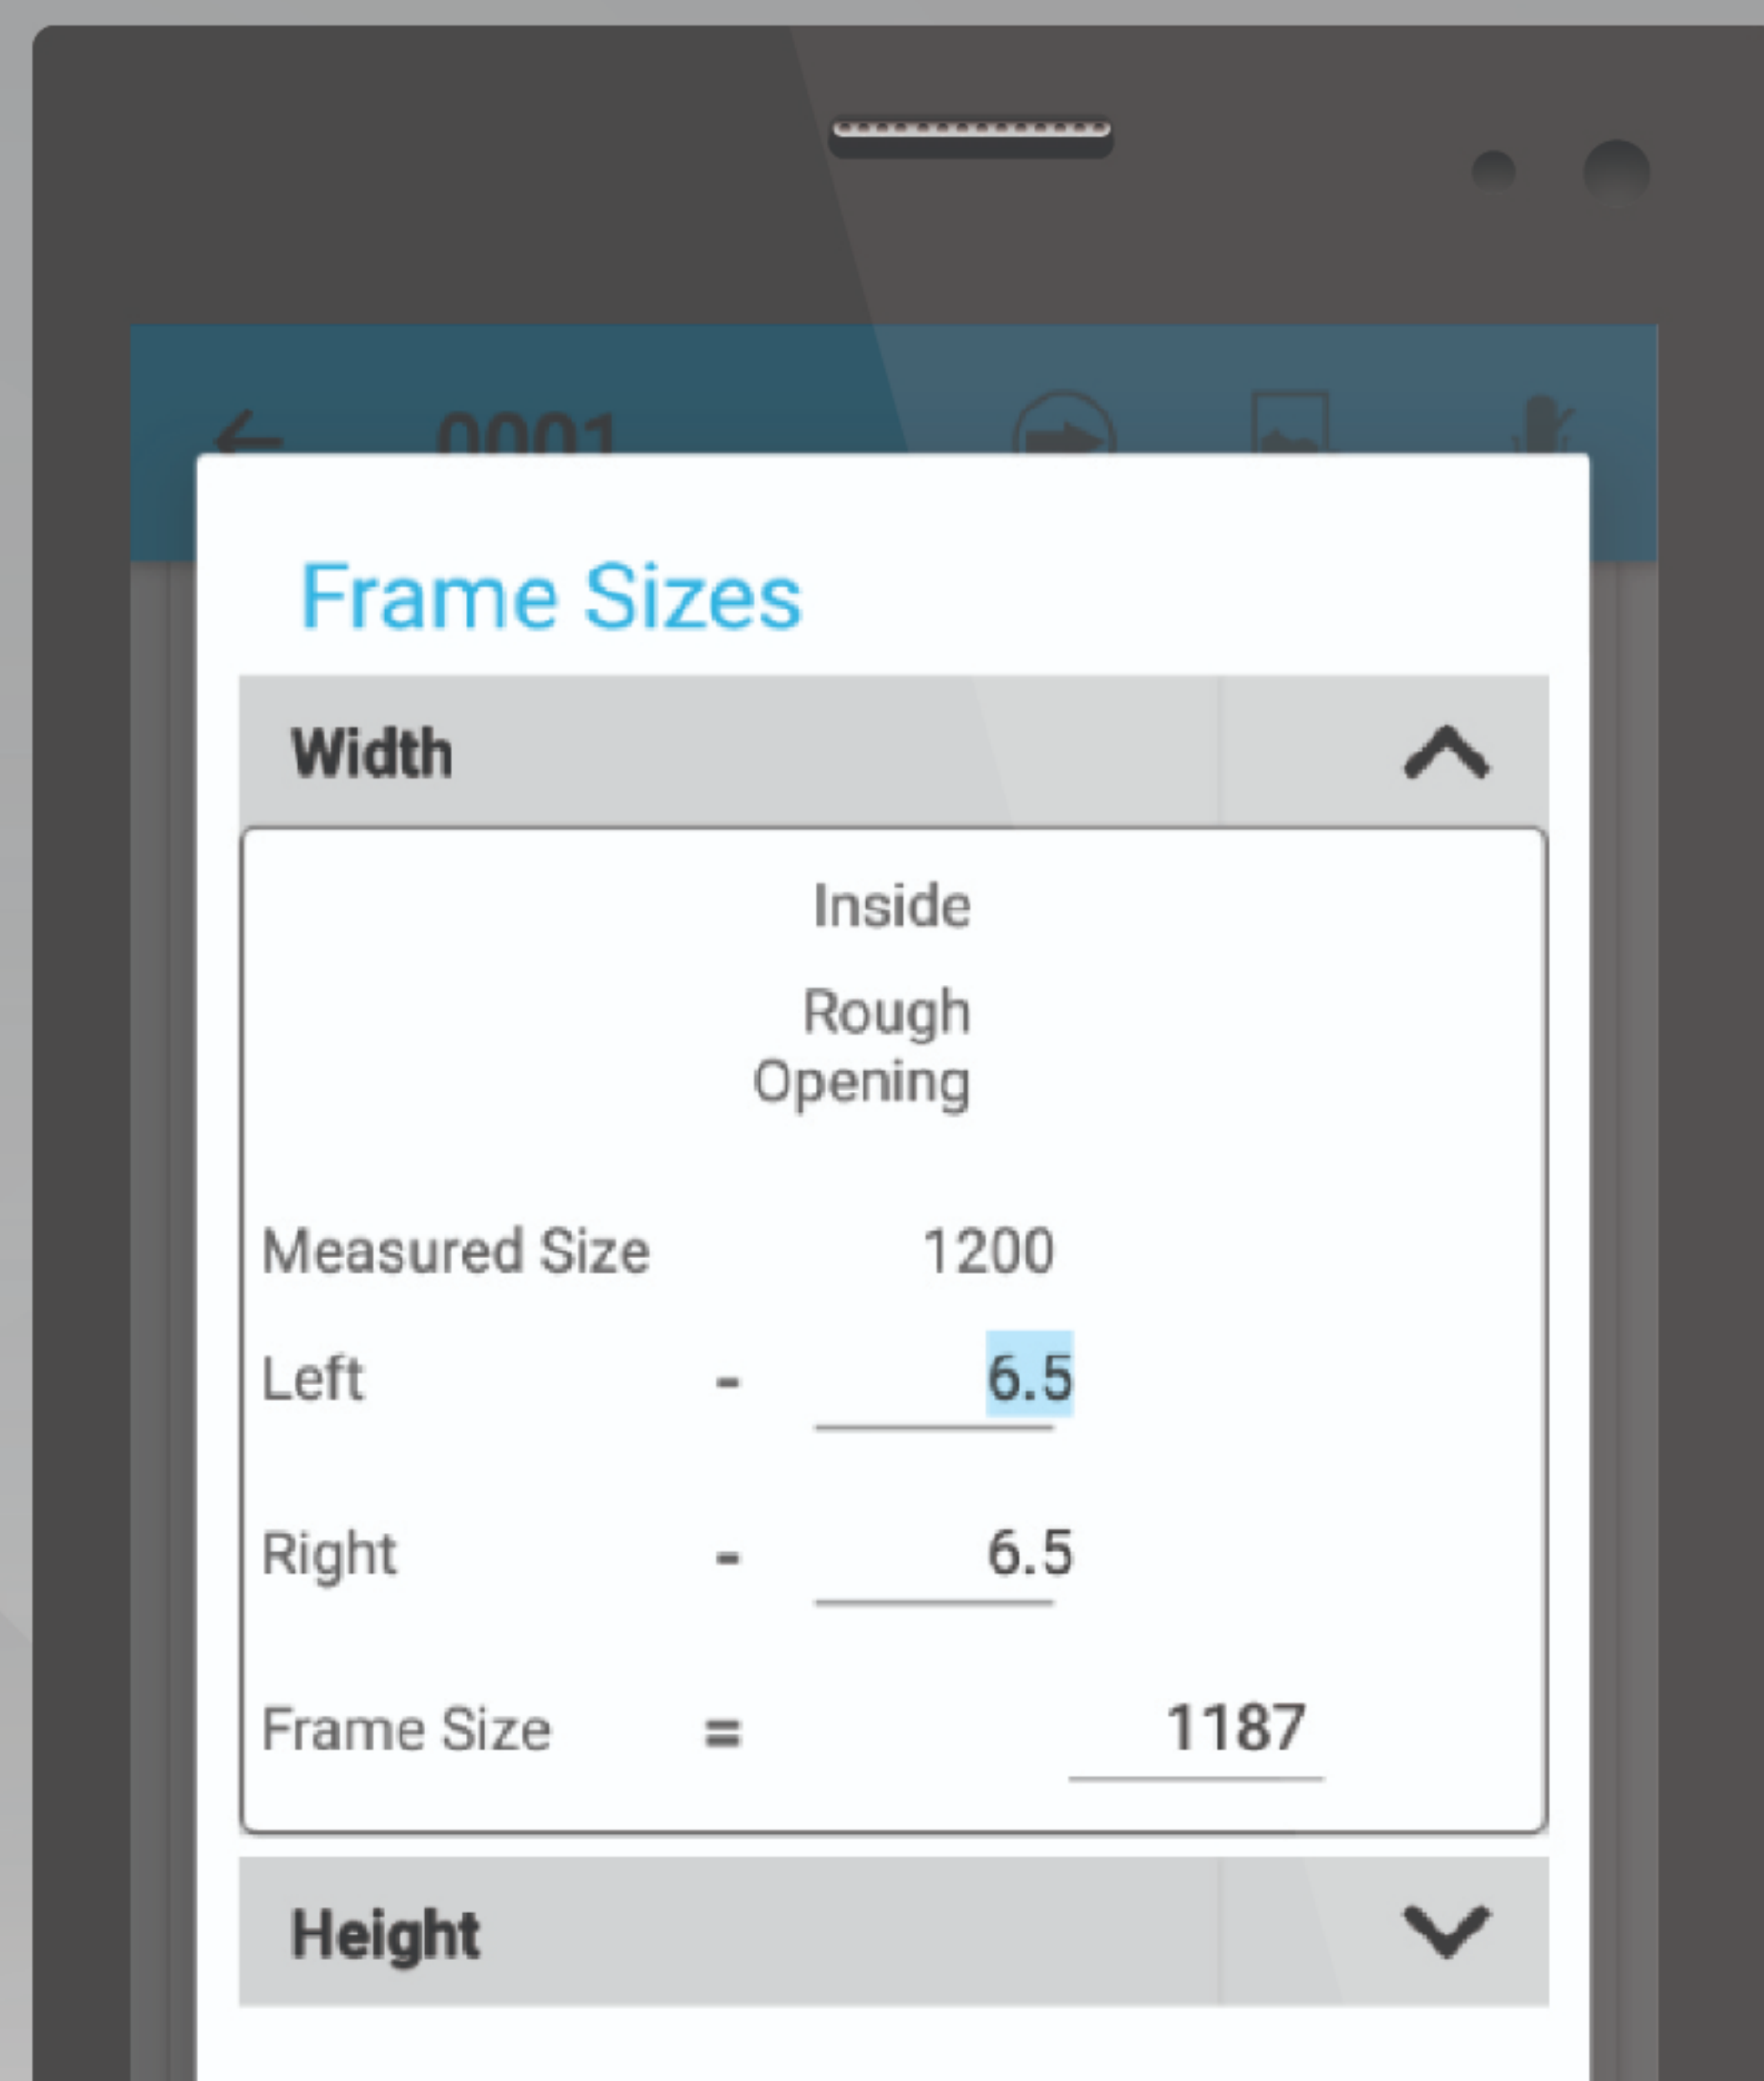 0001
Frame Sizes
Width
Inside
Rough
Opening
Measured Size 1200
Left - 6.5
Right - 6.5
Frame Size = 1187
Height